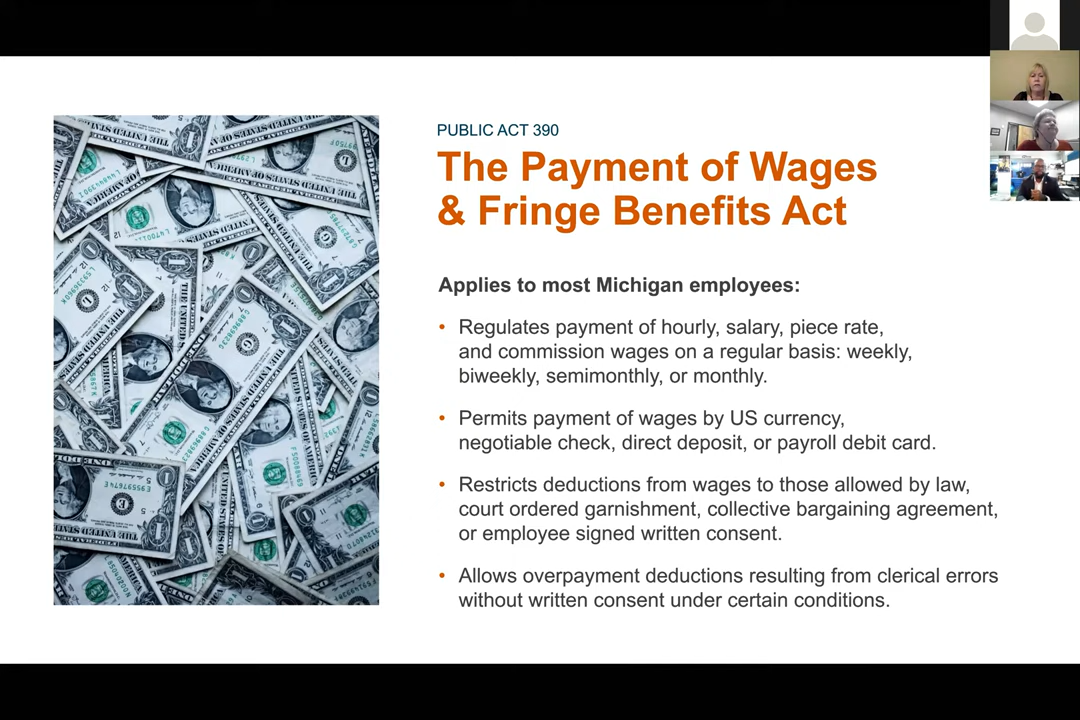 PUBLIC ACT 390
The Payment of Wages
& Fringe Benefits Act
Applies to most Michigan employees:
• Regulates payment of hourly, salary, piece rate,
and commission wages on a regular basis: weekly,
biweekly, semimonthly, or monthly.
• Permits payment of wages by US currency,
negotiable check, direct deposit, or payroll debit card.
• Restricts deductions from wages to those allowed by law,
court ordered garnishment, collective bargaining agreement,
or employee signed written consent.
• Allows overpayment deductions resulting from clerical errors
without written consent under certain conditions.